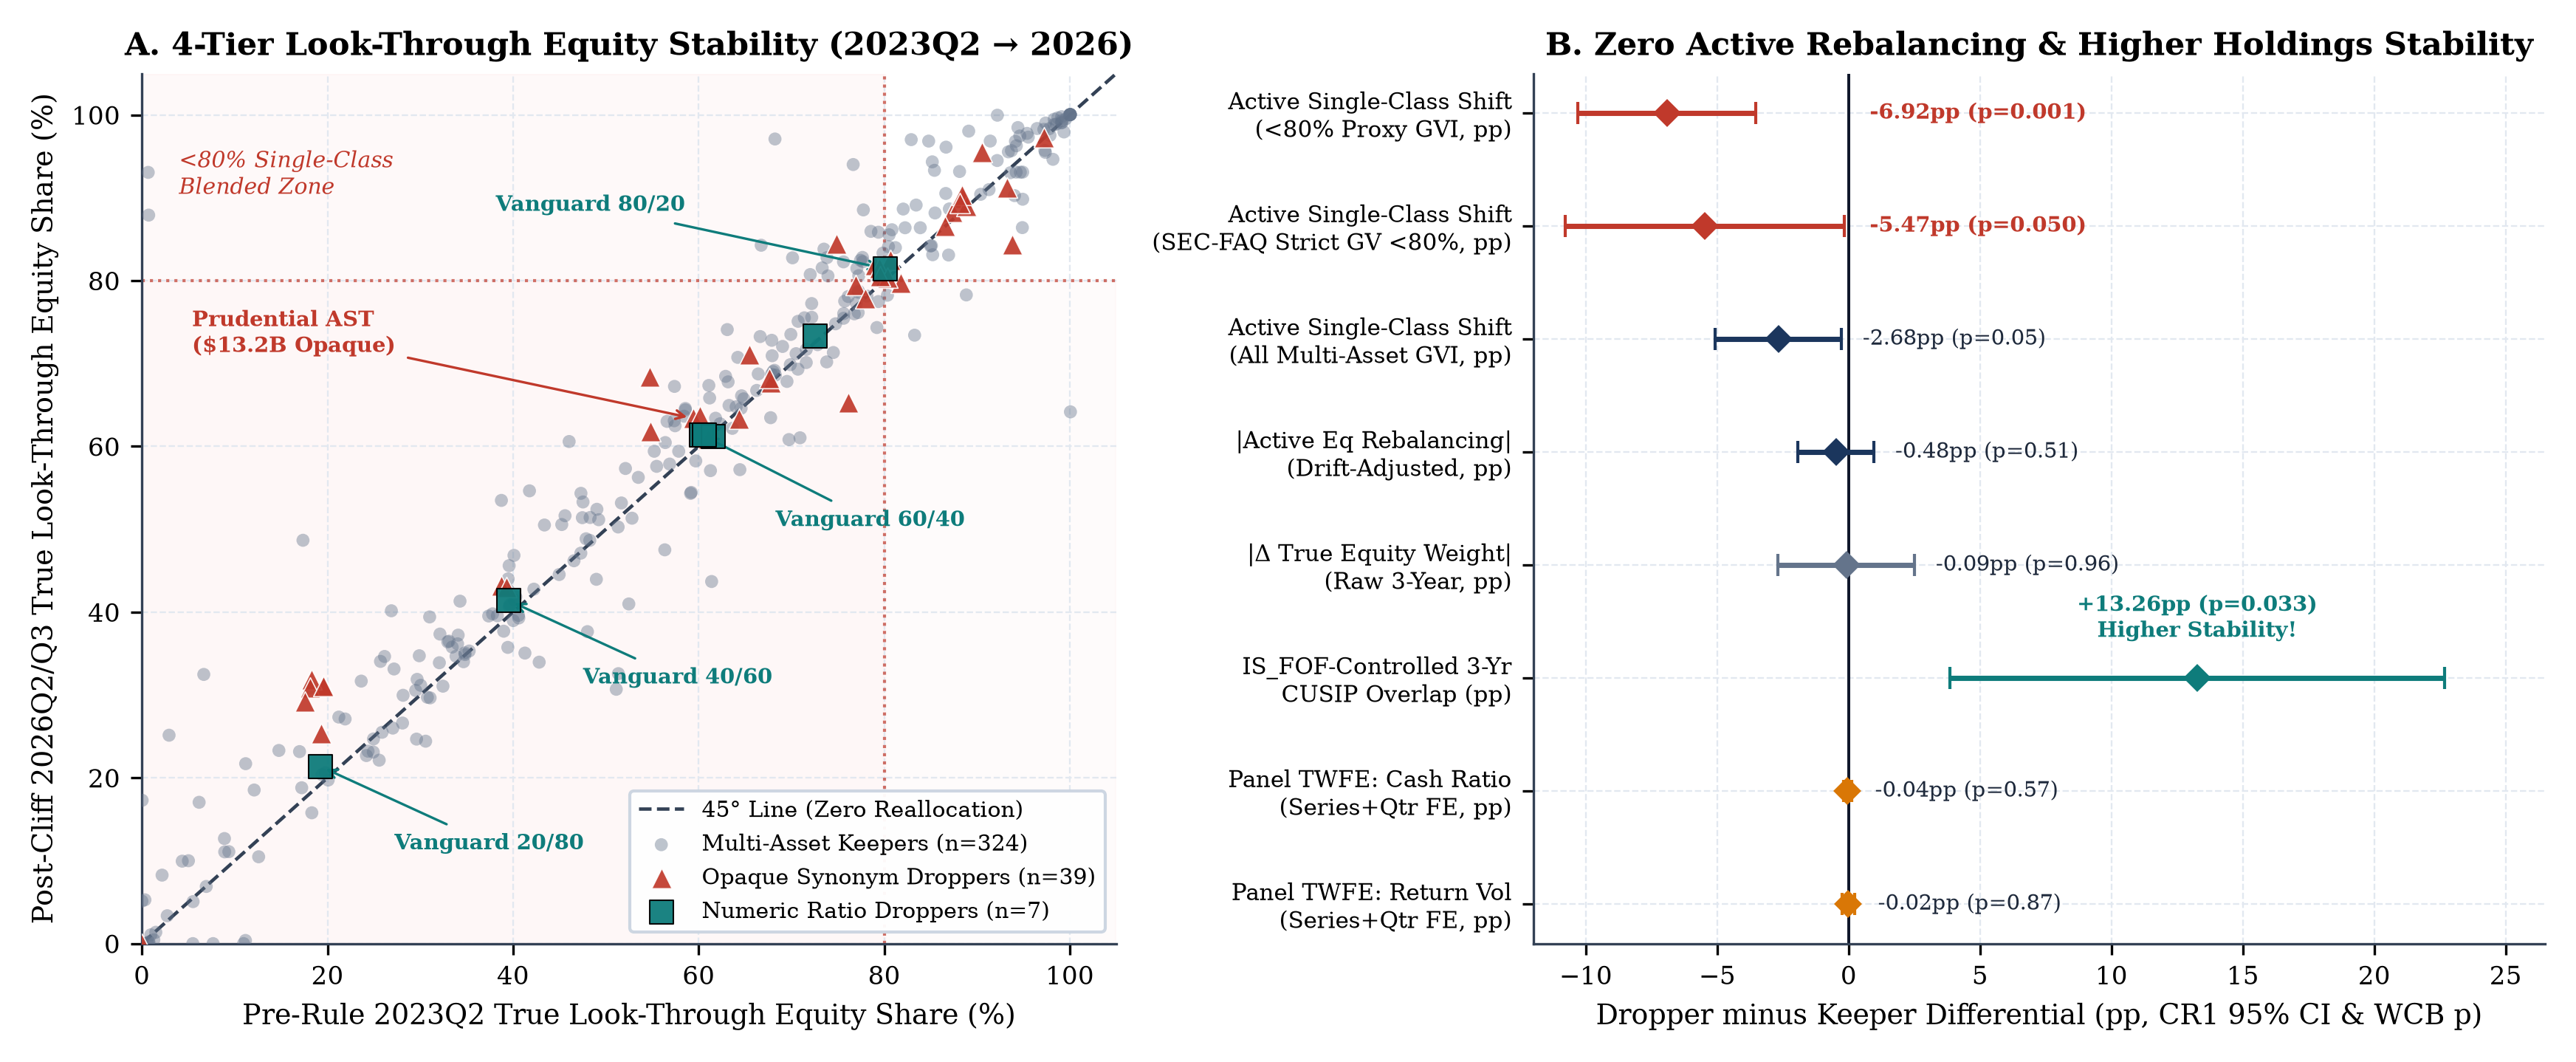 A. 4-Tier Look-Through Equity Stability (2023Q2 → 2026)
Post-Cliff 2026Q2/Q3 True Look-Through Equity Share (%)
100
80
60
40
20
0
<80% Single-Class
Blended Zone
Vanguard 80/20
Prudential AST
($13.2B Opaque)
Vanguard 60/40
Vanguard 40/60
Vanguard 20/80
45° Line (Zero Reallocation)
Multi-Asset Keepers (n=324)
Opaque Synonym Droppers (n=39)
Numeric Ratio Droppers (n=7)
0 20 40 60 80 100
Pre-Rule 2023Q2 True Look-Through Equity Share (%)
B. Zero Active Rebalancing & Higher Holdings Stability
Active Single-Class Shift
(<80% Proxy GVI, pp)
-6.92pp (p=0.001)
Active Single-Class Shift
(SEC-FAQ Strict GV <80%, pp)
-5.47pp (p=0.050)
Active Single-Class Shift
(All Multi-Asset GVI, pp)
-2.68pp (p=0.05)
|Active Eq Rebalancing|
(Drift-Adjusted, pp)
-0.48pp (p=0.51)
|Δ True Equity Weight|
(Raw 3-Year, pp)
-0.09pp (p=0.96)
+13.26pp (p=0.033)
Higher Stability!
IS_FOF-Controlled 3-Yr
CUSIP Overlap (pp)
Panel TWFE: Cash Ratio
(Series+Qtr FE, pp)
-0.04pp (p=0.57)
Panel TWFE: Return Vol
(Series+Qtr FE, pp)
-0.02pp (p=0.87)
−10 −5 0 5 10 15 20 25
Dropper minus Keeper Differential (pp, CR1 95% CI & WCB p)